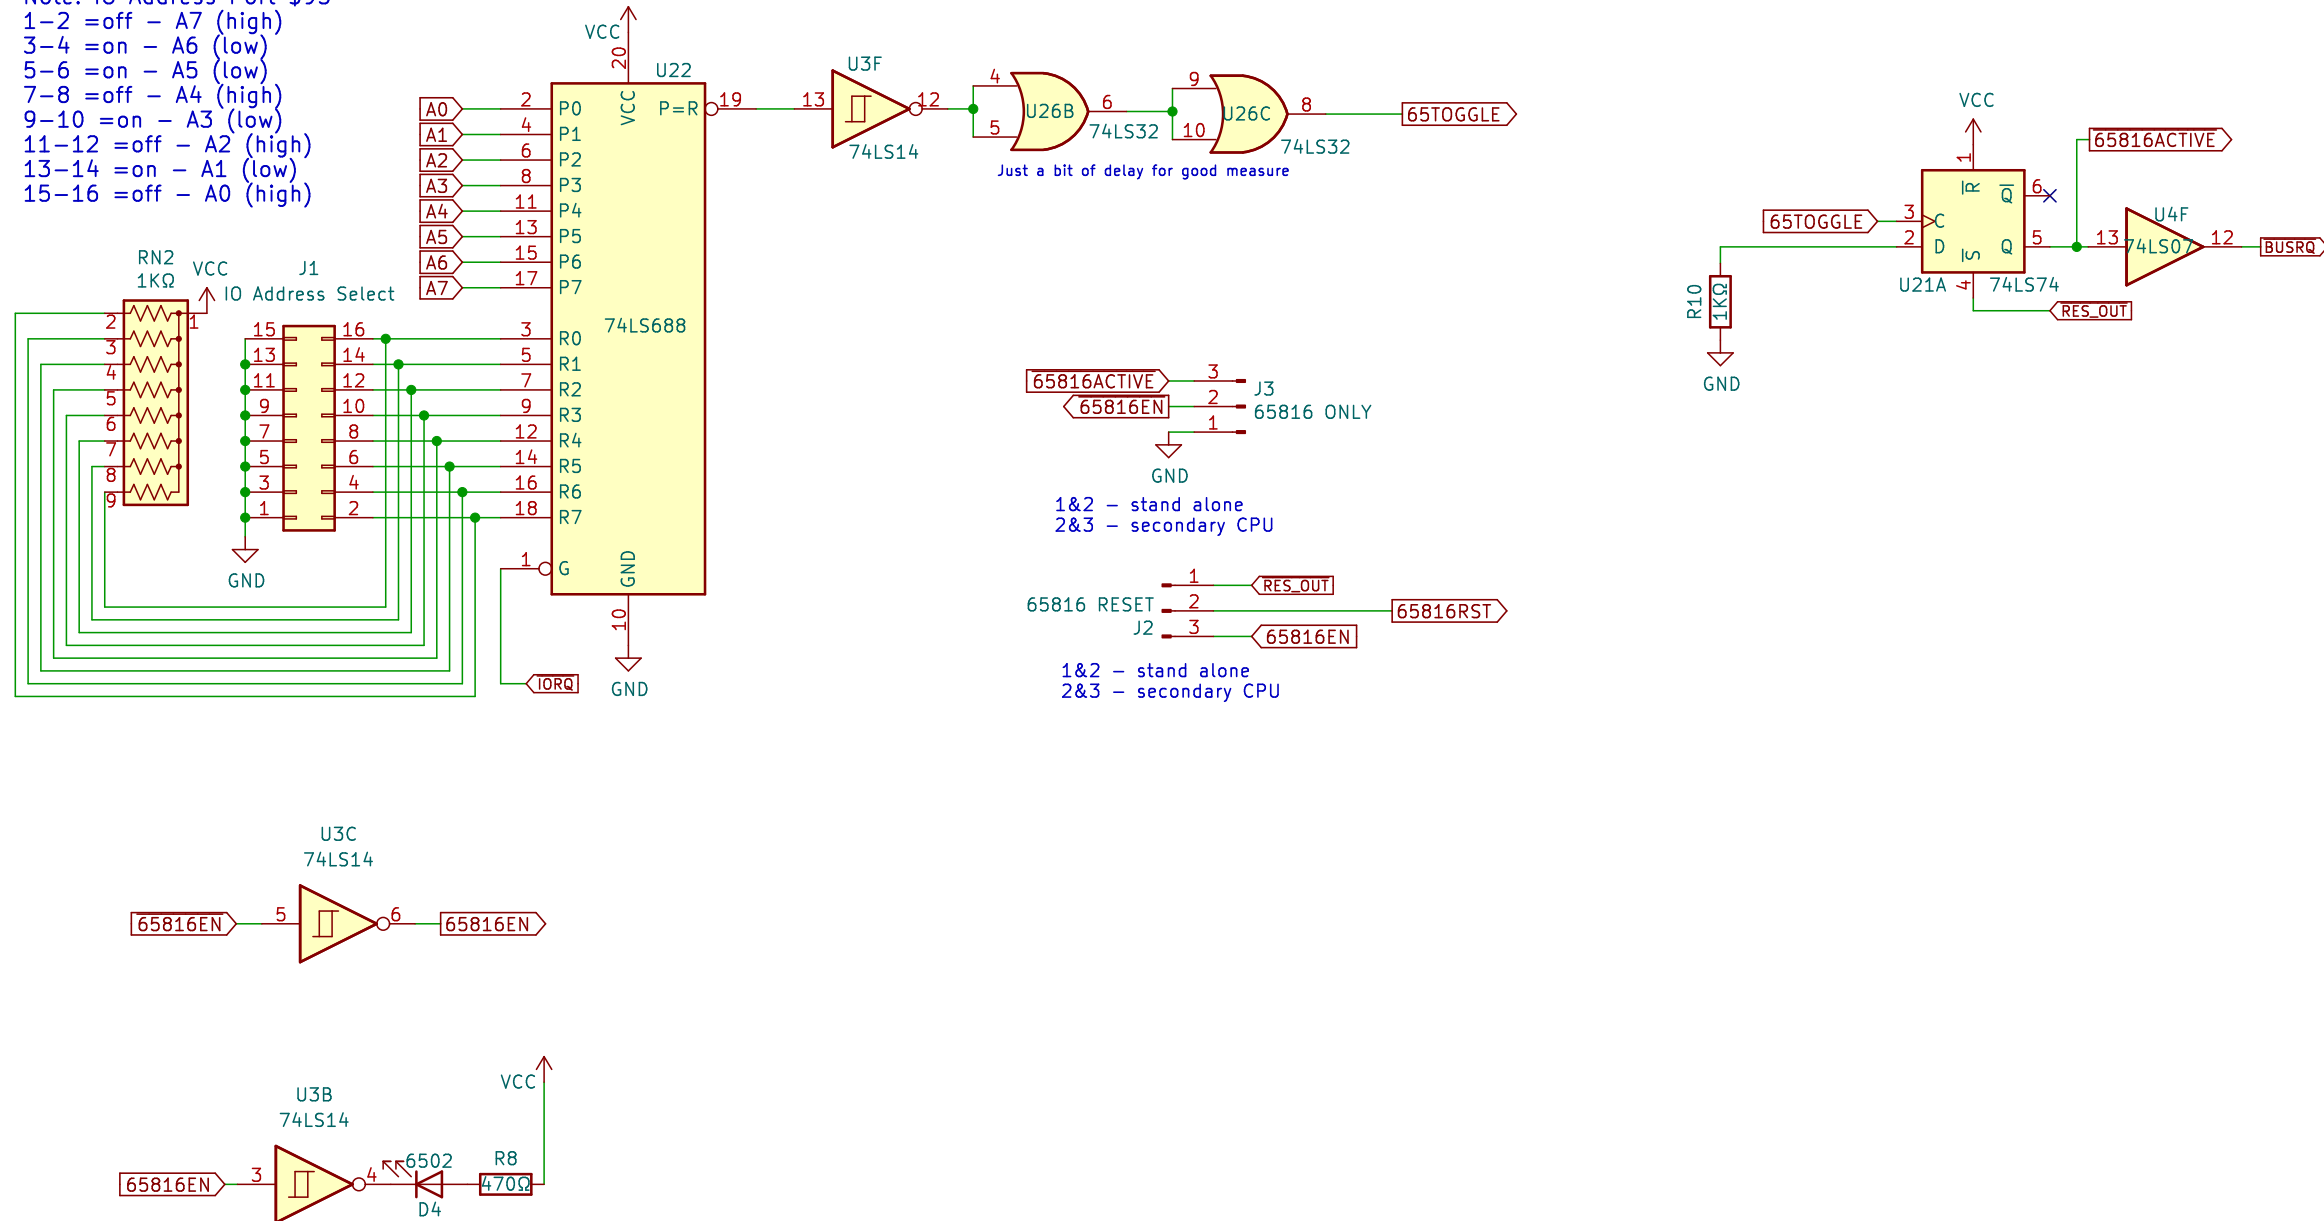 1-2 =off - A7 (high)
3-4 =on - A6 (low)
5-6 =on - A5 (low)
7-8 =off - A4 (high)
9-10 =on - A3 (low)
11-12 =off - A2 (high)
13-14 =on - A1 (low)
15-16 =off - A0 (high)
RN2
1KΩ
VCC
1
2
3
4
5
6
7
8
9
J1
IO Address Select
15 16
13 14
11 12
9 10
7 8
5 6
3 4
1 2
GND
VCC
20
U22
A0 2 P0
A1 4 P1
A2 6 P2
A3 8 P3
A4 11 P4
A5 13 P5
A6 15 P6
A7 17 P7
VCC
P=R 19
74LS688
3 R0
5 R1
7 R2
9 R3
12 R4
14 R5
16 R6
18 R7
1 G
GND
10
GND
IORQ
U3F
13 12
74LS14
4
5
U26B
6
74LS32
9
10
U26C
8
74LS32
65TOGGLE
Just a bit of delay for good measure
VCC
1
65TOGGLE
3 C
2 D
R
S
Q 6
Q 5
4
U21A
74LS74
R10
1KΩ
GND
RES_OUT
65816ACTIVE
U4F
13 74LS07 12
BUSRQ
65816ACTIVE 3
65816EN 2
1
J3
65816 ONLY
GND
1&2 - stand alone
2&3 - secondary CPU
1 RES_OUT
65816 RESET 2 65816RST
J2 3 65816EN
1&2 - stand alone
2&3 - secondary CPU
U3C
74LS14
65816EN 5 6 65816EN
VCC
U3B
74LS14
65816EN 3 4
6502
D4
R8
470Ω